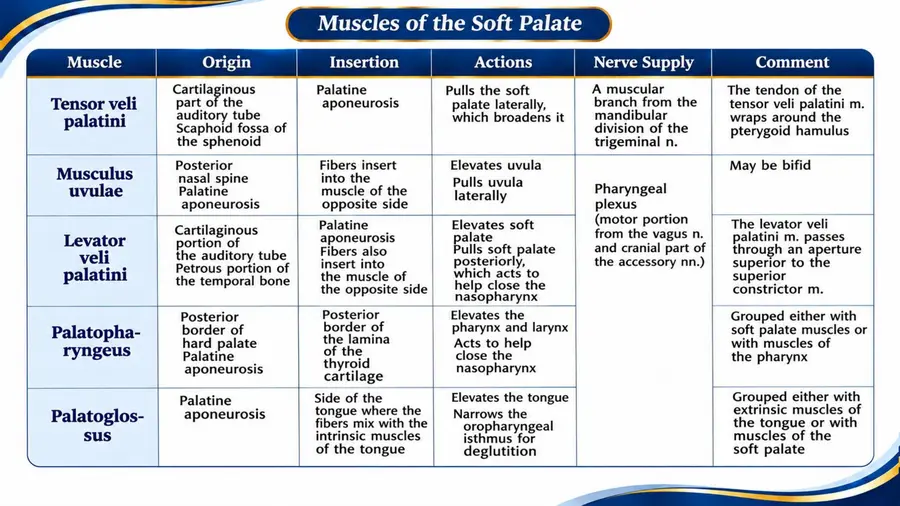 Muscles of the Soft Palate
Muscle
Origin
Insertion
Actions
Nerve Supply
Comment
Tensor veli
palatini
Cartilaginous
part of the
auditory tube
Scaphoid fossa of
the sphenoid
Palatine
aponeurosis
Pulls the soft
palate laterally,
which broadens it
A muscular
branch from the
mandibular
division of the
trigeminal n.
The tendon of the
tensor veli palatini m.
wraps around the
pterygoid hamulus
Musculus
uvulae
Posterior
nasal spine
Palatine
aponeurosis
Fibers insert
into the
muscle of the
opposite side
Elevates uvula
Pulls uvula
laterally
Pharyngeal
plexus
(motor portion
from the vagus n.
and cranial part of
the accessory nn.)
May be bifid
Levator
veli
palatini
Cartilaginous
portion of
the auditory tube
Petrous portion of
the temporal bone
Palatine
aponeurosis
Fibers also
insert into
the muscle of
the opposite side
Elevates soft
palate
Pulls soft palate
posteriorly,
which acts to
help close the
nasopharynx
The levator veli
palatini m. passes
through an aperture
superior to the
superior
constrictor m.
Palatopha-
ryngeus
Posterior
border of
hard palate
Palatine
aponeurosis
Posterior
border of
the lamina
of the
thyroid
cartilage
Elevates the
pharynx and larynx
Acts to help
close the
nasopharynx
Grouped either with
soft palate muscles or
with muscles of
the pharynx
Palatoglos-
sus
Palatine
aponeurosis
Side of the
tongue where the
fibers mix with the
intrinsic muscles
of the tongue
Elevates the tongue
Narrows the
oropharyngeal
isthmus for
deglutition
Grouped either with
extrinsic muscles of
the tongue or with
muscles of the
soft palate